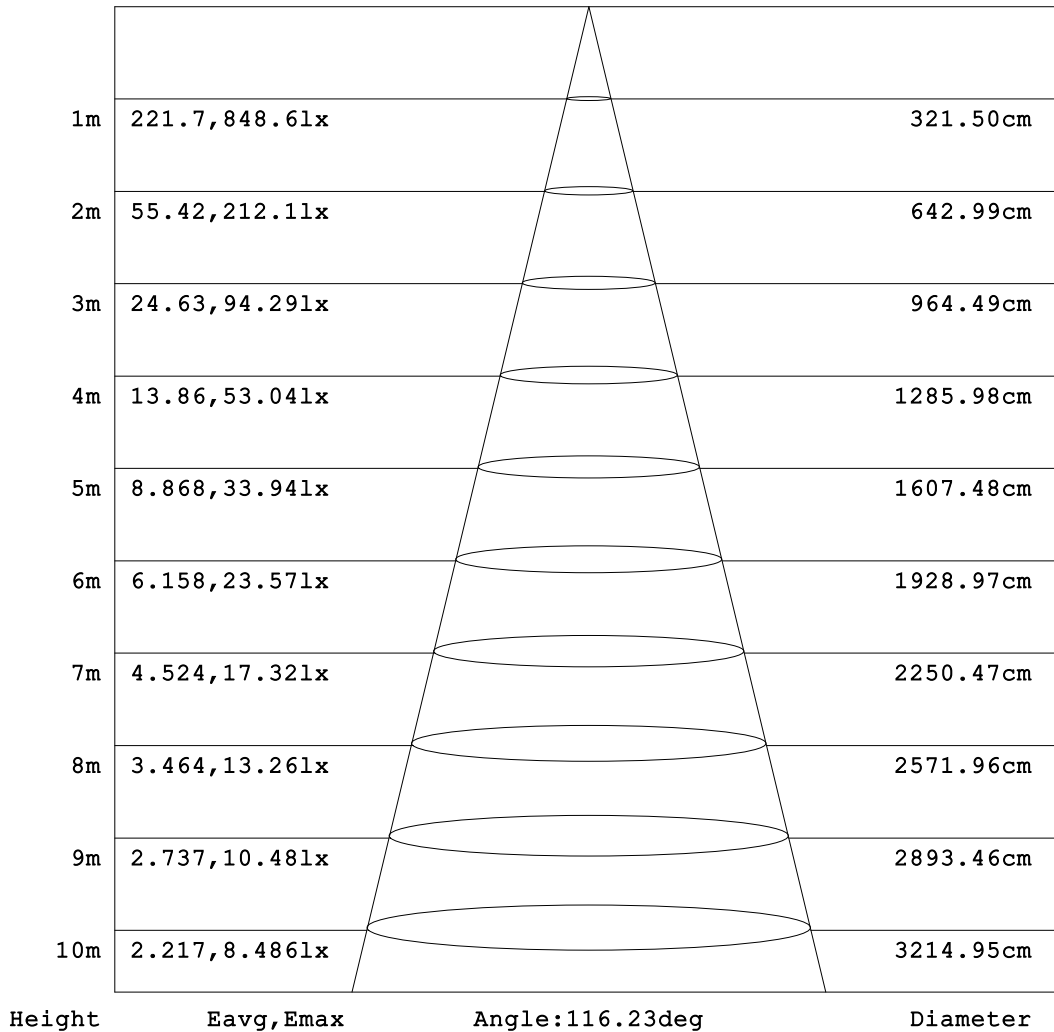 1m 221.7,848.6lx 321.50cm
2m 55.42,212.1lx 642.99cm
3m 24.63,94.29lx 964.49cm
4m 13.86,53.04lx 1285.98cm
5m 8.868,33.94lx 1607.48cm
6m 6.158,23.57lx 1928.97cm
7m 4.524,17.32lx 2250.47cm
8m 3.464,13.26lx 2571.96cm
9m 2.737,10.48lx 2893.46cm
10m 2.217,8.486lx 3214.95cm
Height Eavg,Emax Angle:116.23deg Diameter